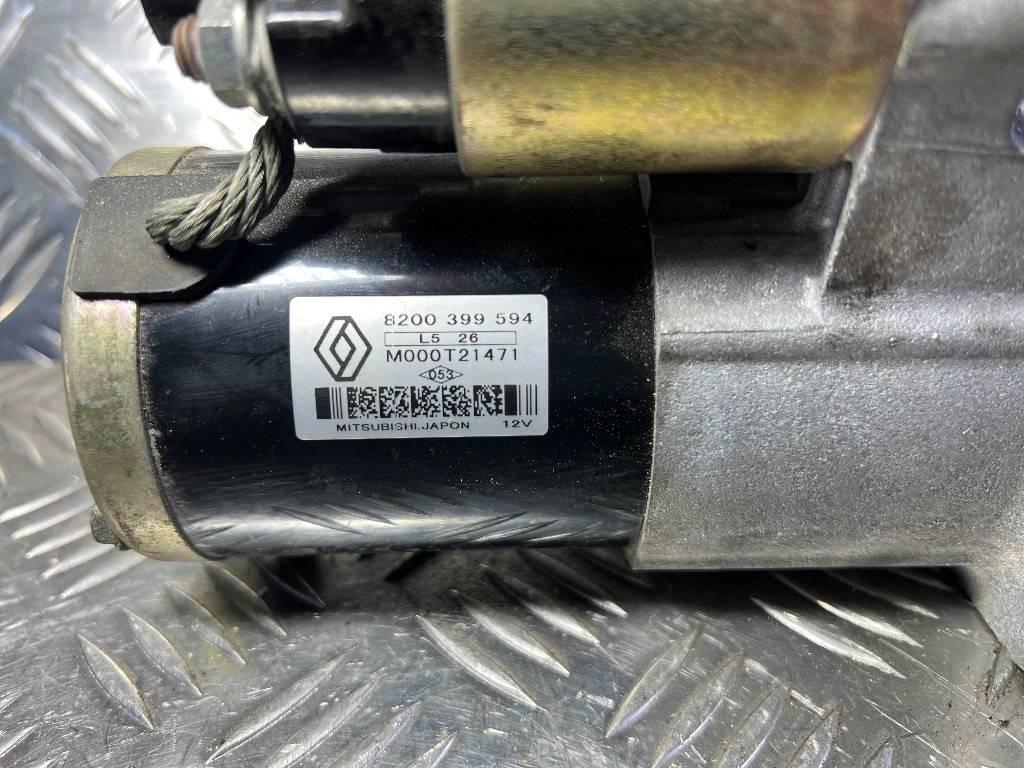 8200 399 594
L5 26
M000T21471
053
MITSUBISHI.JAPON 12V